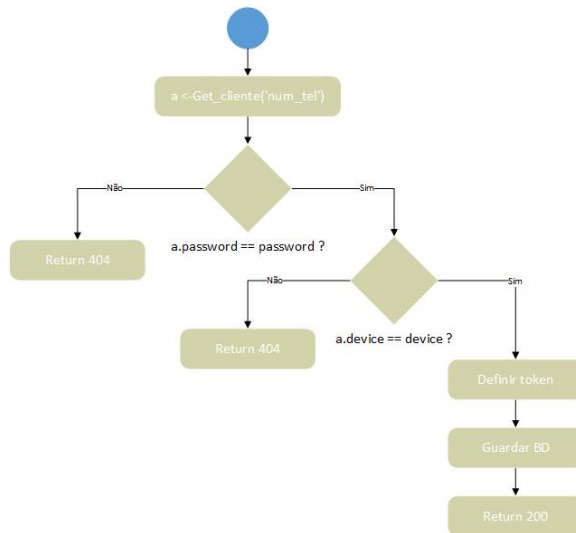 a <-Get_cliente('num_tel')
Não
Sim
a.password == password ?
Return 404
Não
Sim
a.device == device ?
Return 404
Definir token
Guardar BD
Return 200